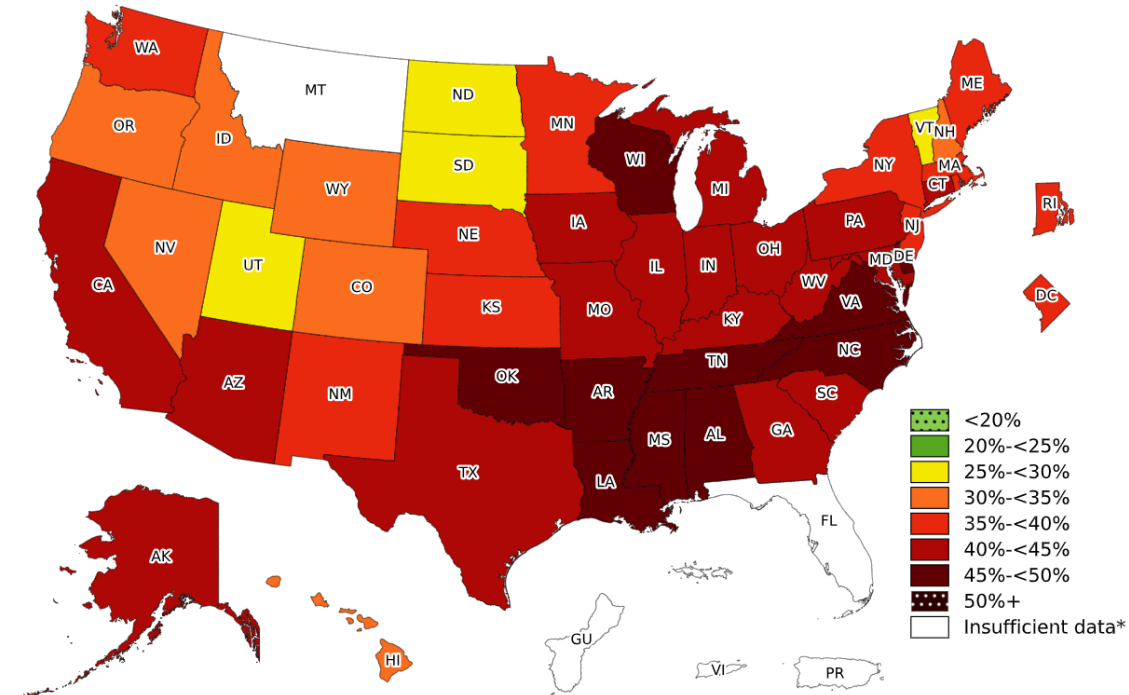 WA
MT
ND
ME
OR
ID
MN
VT
NH
SD
WI
NY
MA
WY
MI
CT
RI
NE
IA
PA
NJ
NV
UT
OH
MD
DE
CA
CO
IL
IN
WV
DC
KS
MO
KY
VA
AZ
NM
OK
TN
NC
AR
SC
MS
AL
GA
TX
LA
FL
AK
HI
GU
VI
PR
<20%
20%-<25%
25%-<30%
30%-<35%
35%-<40%
40%-<45%
45%-<50%
50%+
Insufficient data*